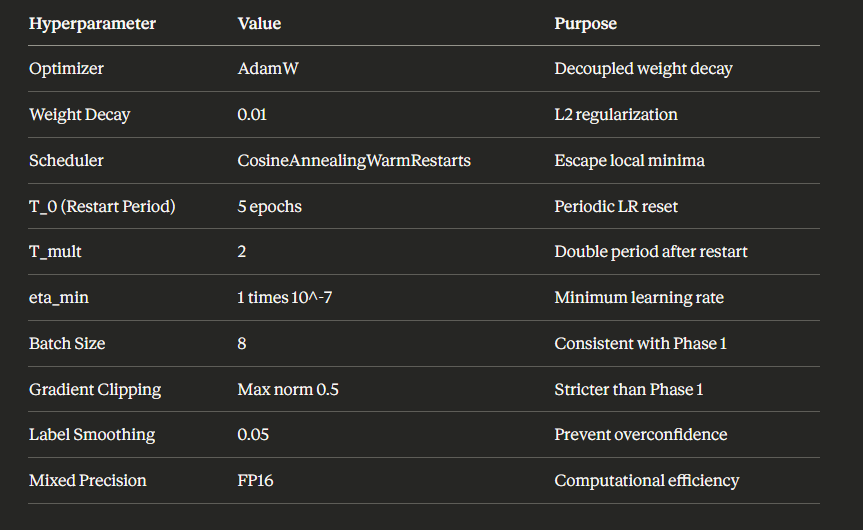 Hyperparameter Value Purpose
Optimizer AdamW Decoupled weight decay
Weight Decay 0.01 L2 regularization
Scheduler CosineAnnealingWarmRestarts Escape local minima
T_0 (Restart Period) 5 epochs Periodic LR reset
T_mult 2 Double period after restart
eta_min 1 times 10^-7 Minimum learning rate
Batch Size 8 Consistent with Phase 1
Gradient Clipping Max norm 0.5 Stricter than Phase 1
Label Smoothing 0.05 Prevent overconfidence
Mixed Precision FP16 Computational efficiency